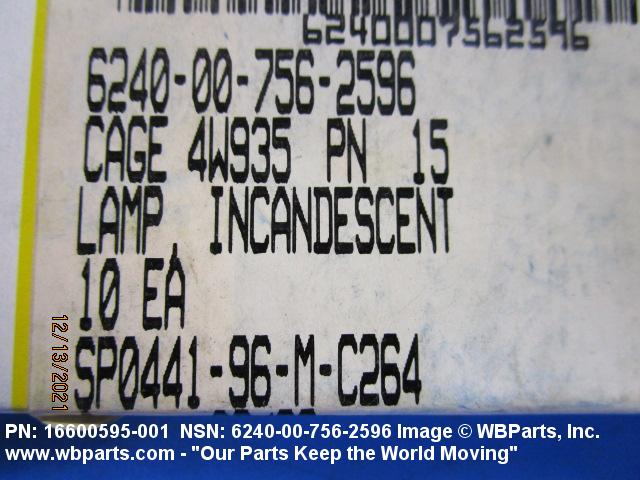 6240007562596
6240-00-756-2596
CAGE 4W935 PN 15
LAMP, INCANDESCENT
10 EA
SP0441-96-M-C264
12/13/2021
PN: 16600595-001 NSN: 6240-00-756-2596 Image © WBParts, Inc.
www.wbparts.com - "Our Parts Keep the World Moving"